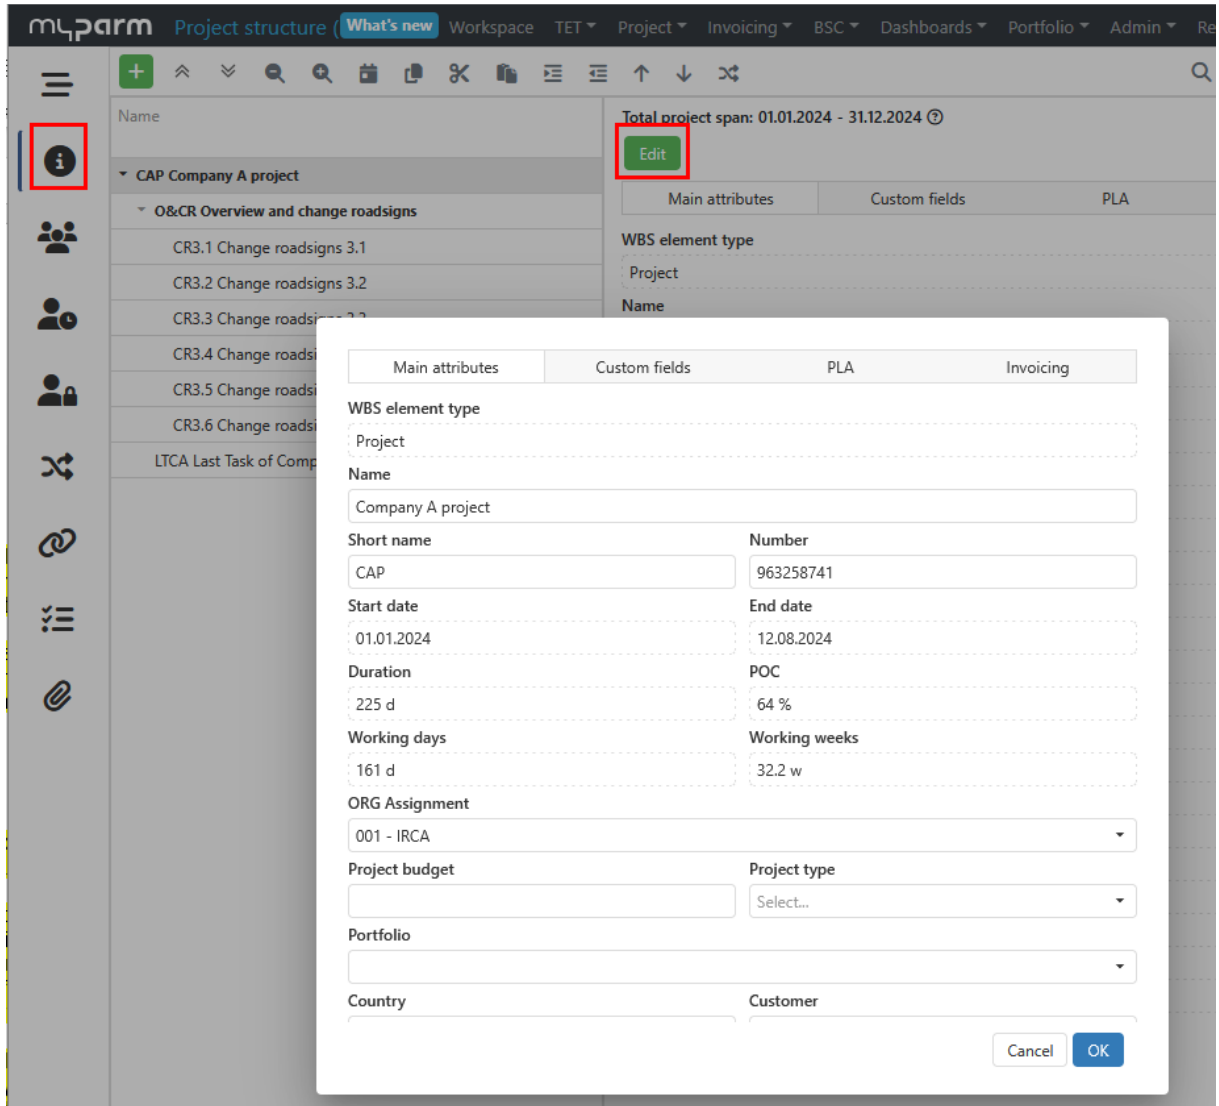 myparm Project structure ( What's new Workspace TET Project Invoicing BSC Dashboards Portfolio Admin Re
Name
Total project span: 01.01.2024 - 31.12.2024
Edit
CAP Company A project
Main attributes Custom fields PLA
O&CR Overview and change roadsigns
WBS element type
CR3.1 Change roadsigns 3.1
Project
CR3.2 Change roadsigns 3.2
Name
CR3.3 Change roadsigns 3.3
CR3.4 Change roadsi
CR3.5 Change roadsi
CR3.6 Change roadsi
LTCA Last Task of Comp
Main attributes Custom fields PLA Invoicing
WBS element type
Project
Name
Company A project
Short name Number
CAP 963258741
Start date End date
01.01.2024 12.08.2024
Duration POC
225 d 64 %
Working days Working weeks
161 d 32.2 w
ORG Assignment
001 - IRCA
Project budget Project type
Select...
Portfolio
Country Customer
Cancel OK